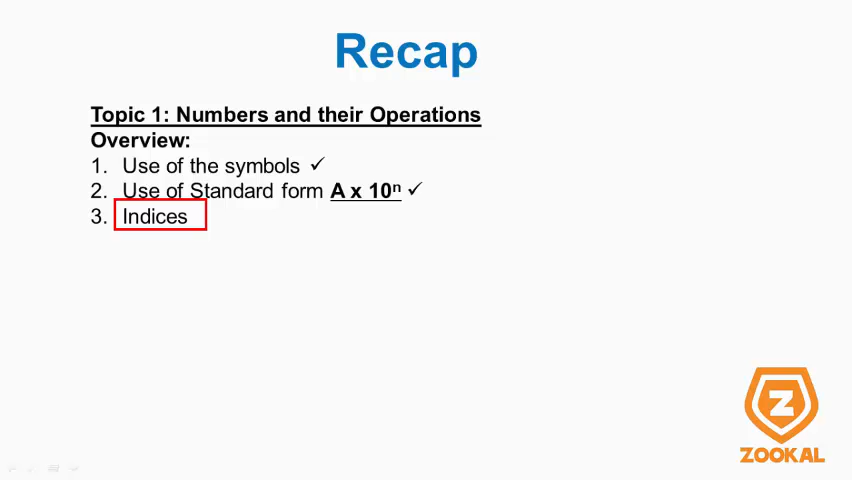 Recap
Topic 1: Numbers and their Operations
Overview:
1. Use of the symbols ✓
2. Use of Standard form A x 10ⁿ ✓
3. Indices
Z
ZOOKAL